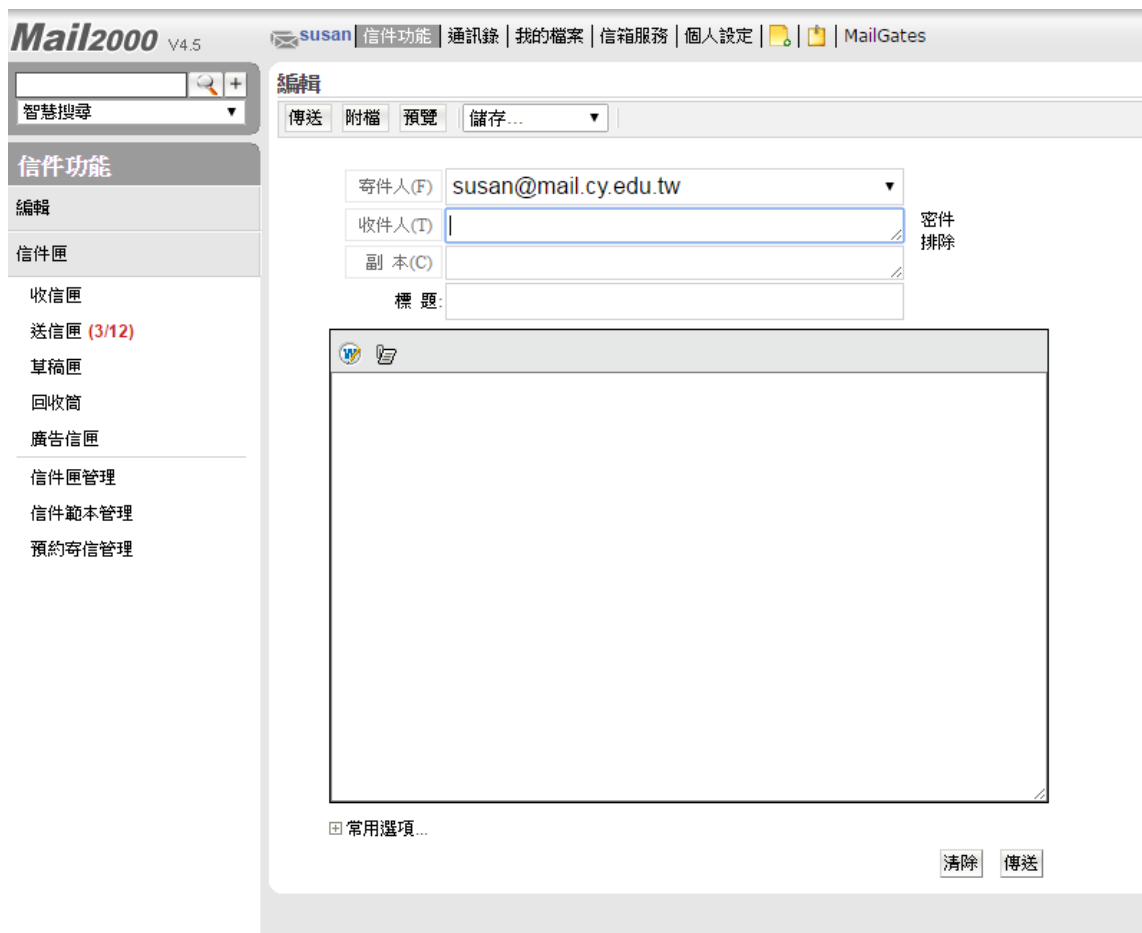 Mail2000 V4.5
susan 信件功能 | 通訊錄 | 我的檔案 | 信箱服務 | 個人設定 | | | MailGates
+
智慧搜尋
信件功能
編輯
信件匣
收信匣
送信匣 (3/12)
草稿匣
回收筒
廣告信匣
信件匣管理
信件範本管理
預約寄信管理
編輯
傳送 附檔 預覽 儲存...
寄件人(F) susan@mail.cy.edu.tw
收件人(T) 密件
排除
副 本(C)
標 題:
常用選項...
清除 傳送